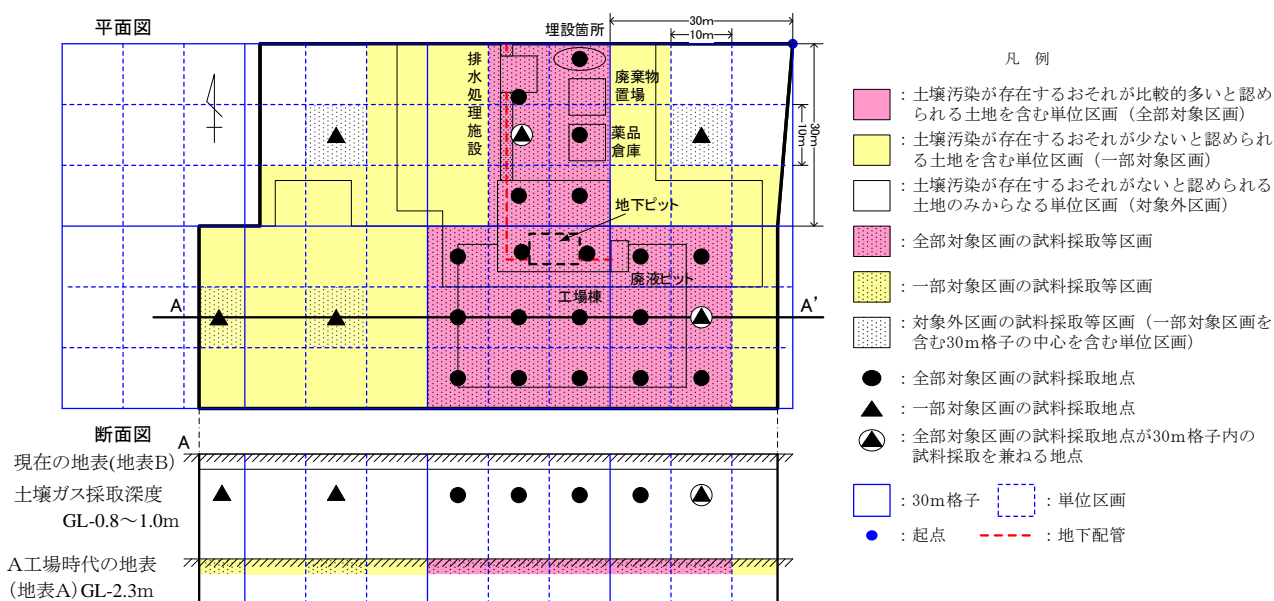 平面図
埋設箇所
30m
10m
排水処理施設
廃棄物
置場
薬品
倉庫
10m
30m
地下ピット
廃液ピット
工場棟
A
A'
断面図
A
現在の地表(地表B)
土壌ガス採取深度
GL-0.8～1.0m
A工場時代の地表
(地表A)GL-2.3m
凡 例
：土壌汚染が存在するおそれが比較的多いと認め
られる土地を含む単位区画（全部対象区画）
：土壌汚染が存在するおそれが少ないと認められ
る土地を含む単位区画（一部対象区画）
：土壌汚染が存在するおそれがないと認められる
土地のみからなる単位区画（対象外区画）
：全部対象区画の試料採取等区画
：一部対象区画の試料採取等区画
：対象外区画の試料採取等区画（一部対象区画を
含む30m格子の中心を含む単位区画）
：全部対象区画の試料採取地点
：一部対象区画の試料採取地点
：全部対象区画の試料採取地点が30m格子内の
試料採取を兼ねる地点
：30m格子
：単位区画
：起点
：地下配管